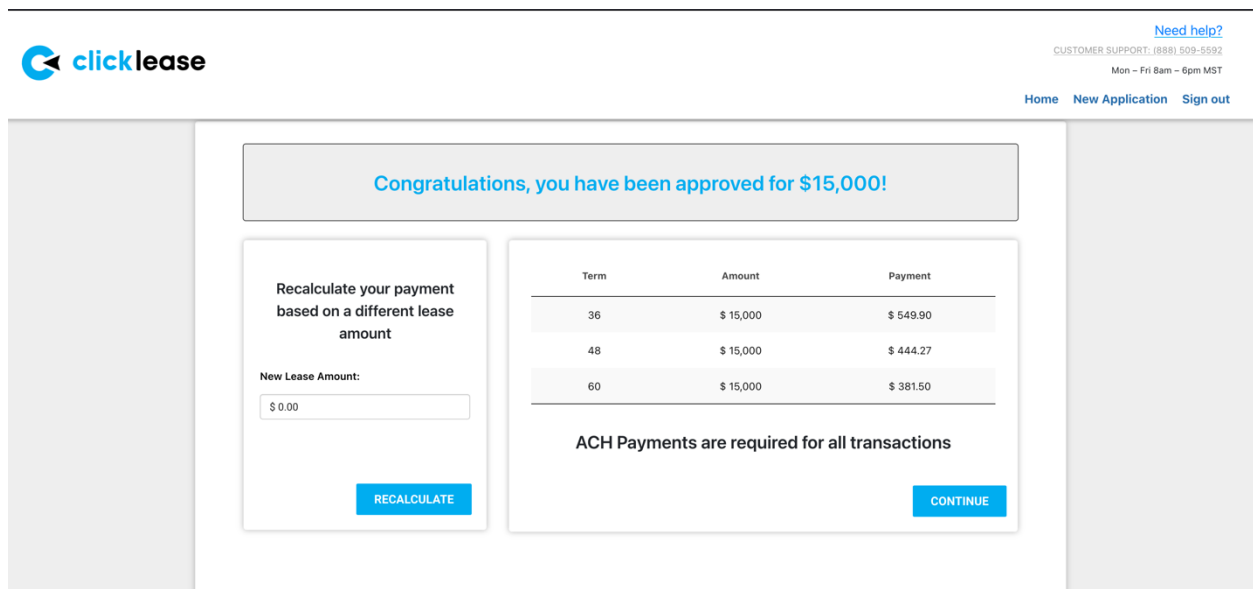 clicklease
Need help?
CUSTOMER SUPPORT: (888) 509-5592
Mon – Fri 8am – 6pm MST
Home New Application Sign out
Congratulations, you have been approved for $15,000!
Recalculate your payment
based on a different lease
amount
New Lease Amount:
$ 0.00
RECALCULATE
Term Amount Payment
36 $ 15,000 $ 549.90
48 $ 15,000 $ 444.27
60 $ 15,000 $ 381.50
ACH Payments are required for all transactions
CONTINUE